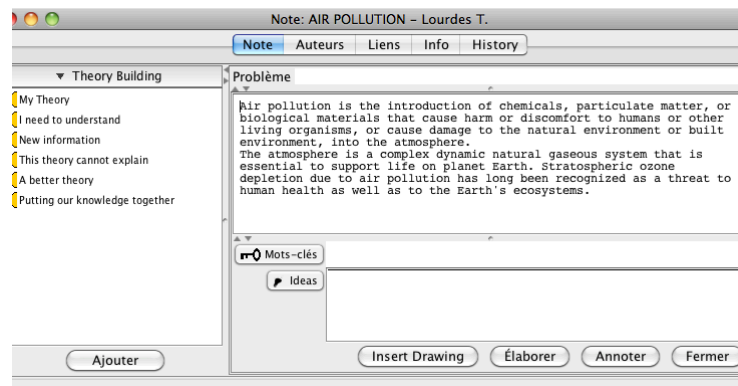 Note: AIR POLLUTION – Lourdes T.
Note Auteurs Liens Info History
▼ Theory Building
My Theory
I need to understand
New information
This theory cannot explain
A better theory
Putting our knowledge together
Ajouter
Problème
Air pollution is the introduction of chemicals, particulate matter, or
biological materials that cause harm or discomfort to humans or other
living organisms, or cause damage to the natural environment or built
environment, into the atmosphere.
The atmosphere is a complex dynamic natural gaseous system that is
essential to support life on planet Earth. Stratospheric ozone
depletion due to air pollution has long been recognized as a threat to
human health as well as to the Earth's ecosystems.
Mots-clés
Ideas
Insert Drawing Élaborer Annoter Fermer